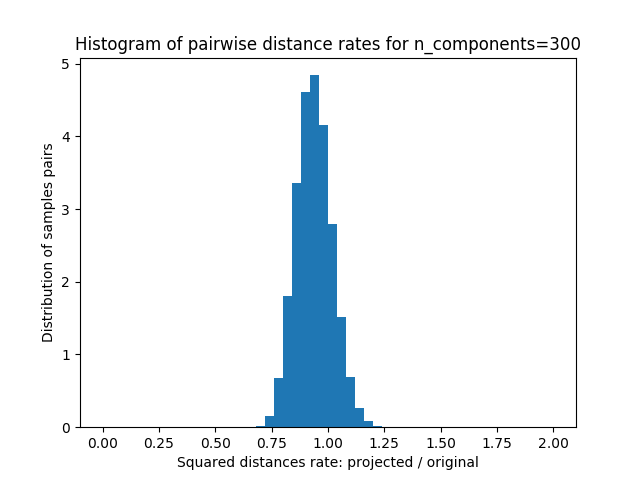 Histogram of pairwise distance rates for n_components=300
Distribution of samples pairs
5
4
3
2
1
0
0.00 0.25 0.50 0.75 1.00 1.25 1.50 1.75 2.00
Squared distances rate: projected / original